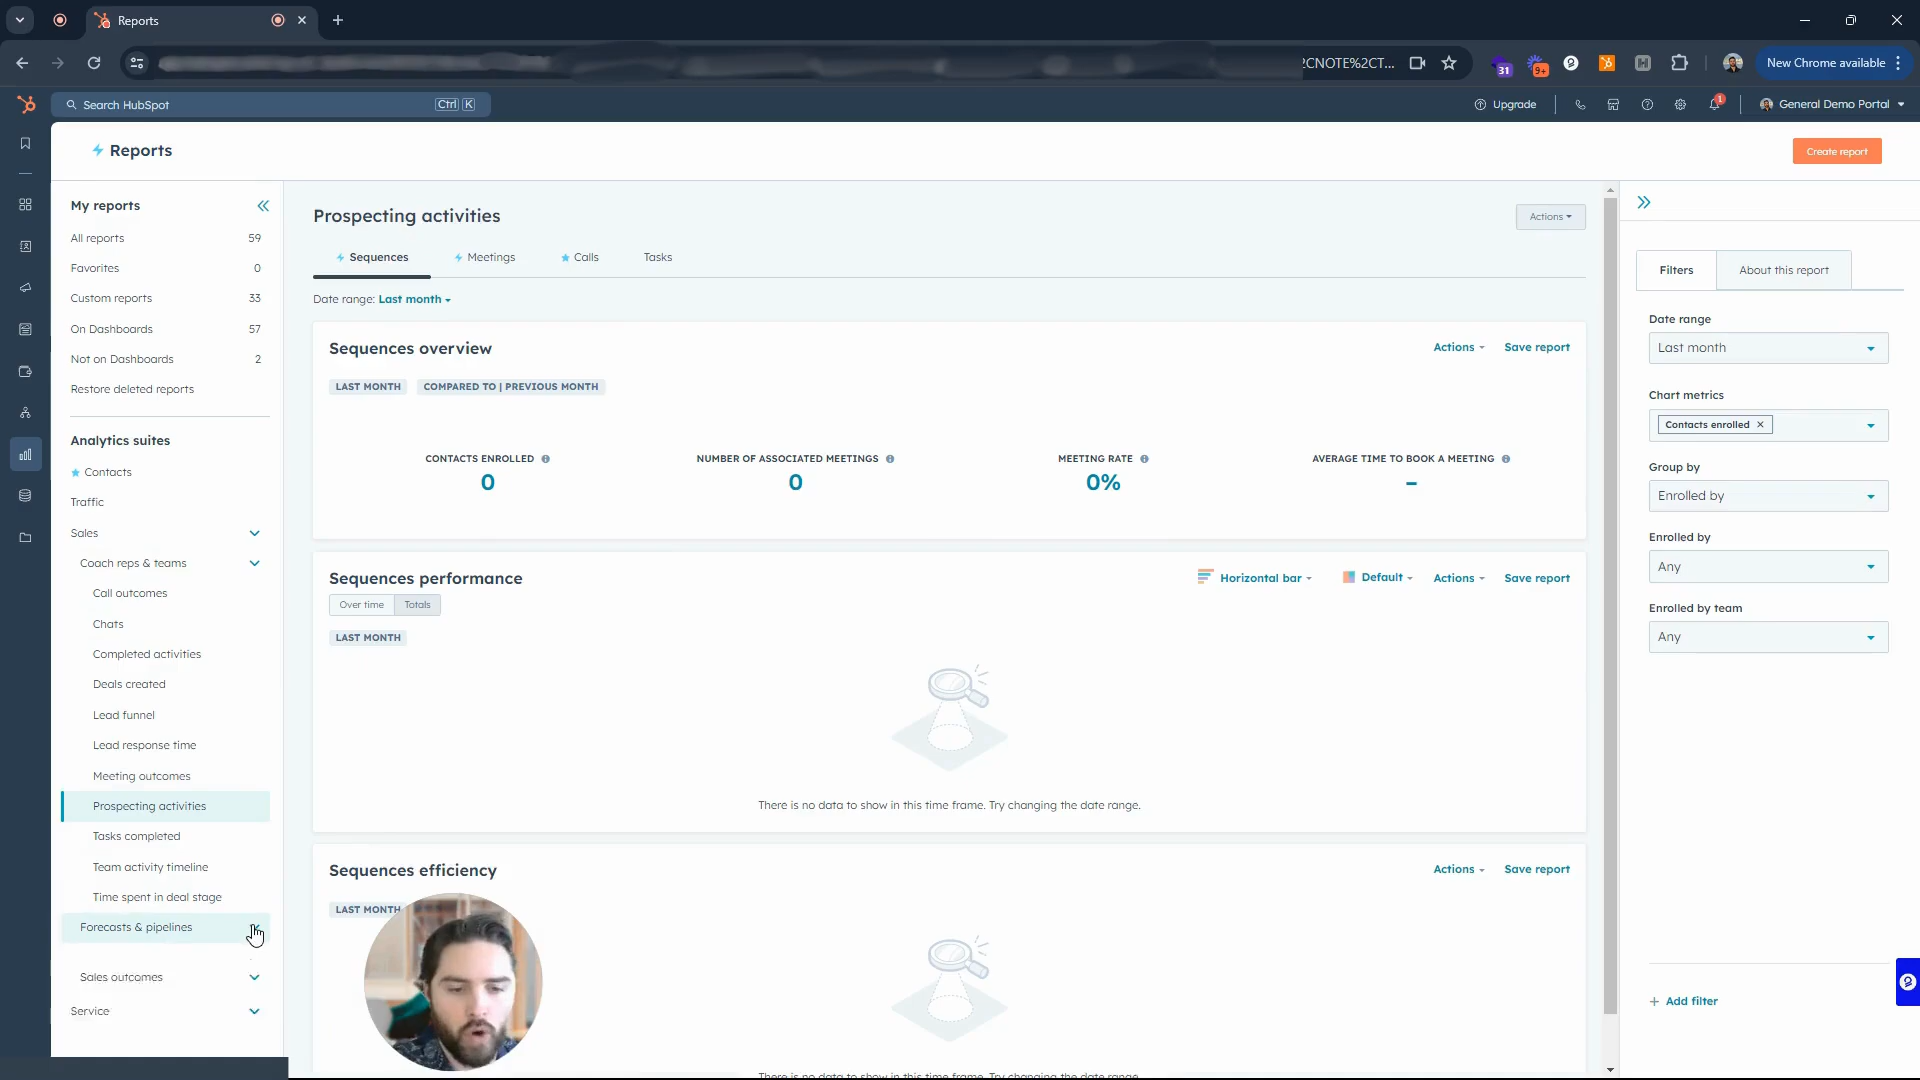 Reports
2CNOTE%2CT...
31
9+
New Chrome available
Search HubSpot
Ctrl K
Upgrade
1
General Demo Portal
Reports
Create report
My reports
All reports 59
Favorites 0
Custom reports 33
On Dashboards 57
Not on Dashboards 2
Restore deleted reports
Analytics suites
Contacts
Traffic
Sales
Coach reps & teams
Call outcomes
Chats
Completed activities
Deals created
Lead funnel
Lead response time
Meeting outcomes
Prospecting activities
Tasks completed
Team activity timeline
Time spent in deal stage
Forecasts & pipelines
Sales outcomes
Service
Prospecting activities
Actions
Sequences Meetings Calls Tasks
Date range: Last month
Sequences overview
Actions Save report
LAST MONTH COMPARED TO | PREVIOUS MONTH
CONTACTS ENROLLED NUMBER OF ASSOCIATED MEETINGS MEETING RATE AVERAGE TIME TO BOOK A MEETING
0 0 0% –
Sequences performance
Horizontal bar Default Actions Save report
Over time Totals
LAST MONTH
There is no data to show in this time frame. Try changing the date range.
Sequences efficiency
Actions Save report
LAST MONTH
There is no data to show in this time frame. Try changing the date range.
Filters About this report
Date range
Last month
Chart metrics
Contacts enrolled
Group by
Enrolled by
Enrolled by
Any
Enrolled by team
Any
+ Add filter